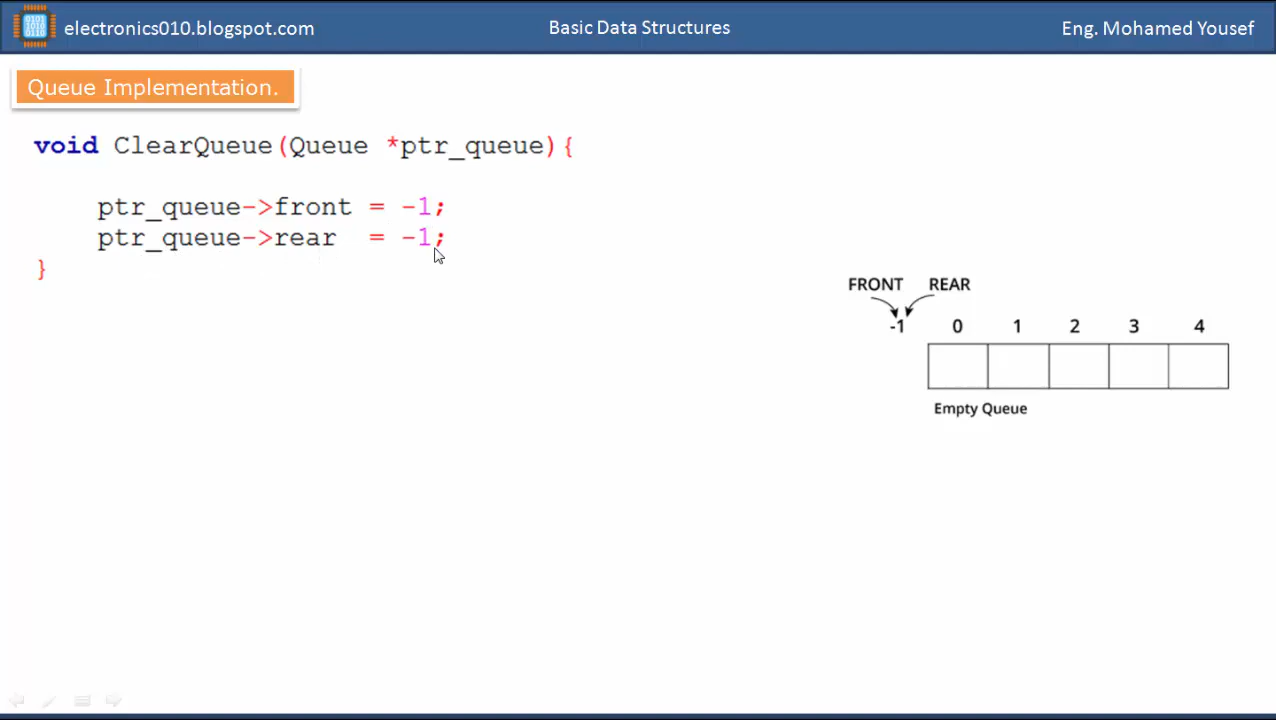 electronics010.blogspot.com
Basic Data Structures
Eng. Mohamed Yousef
Queue Implementation.
void ClearQueue(Queue *ptr_queue){
ptr_queue->front = -1;
ptr_queue->rear = -1;
}
FRONT REAR
-1 0 1 2 3 4
Empty Queue